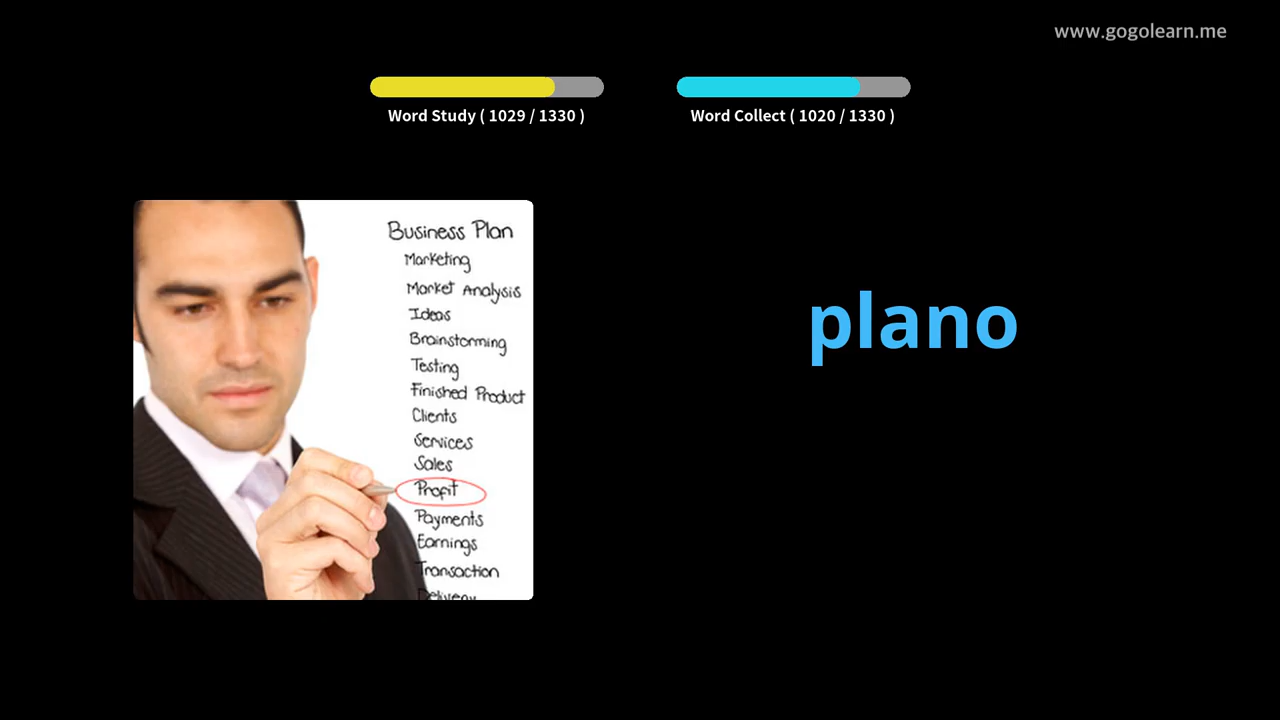 www.gogolearn.me
Word Study ( 1029 / 1330 )
Word Collect ( 1020 / 1330 )
Business Plan
Marketing
Market Analysis
Ideas
Brainstorming
Testing
Finished Product
Clients
Services
Sales
Profit
Payments
Earnings
Transaction
Delivery
plano